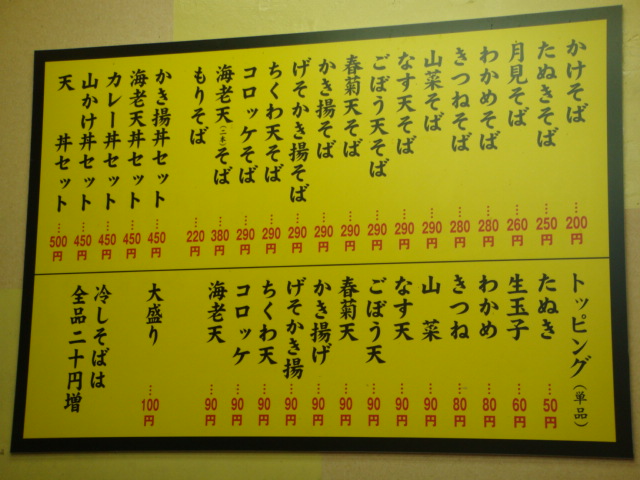 かけそば……200円
たぬきそば……250円
月見そば……260円
わかめそば……280円
きつねそば……280円
山菜そば……290円
なす天そば……290円
ごぼう天そば……290円
春菊天そば……290円
かき揚そば……290円
げそかき揚そば……290円
ちくわ天そば……290円
コロッケそば……290円
海老天(二本)そば……380円
もりそば……220円
かき揚丼セット……450円
海老天丼セット……450円
カレー丼セット……450円
山かけ丼セット……450円
天 丼セット……500円
トッピング(単品)
たぬき……50円
生玉子……60円
わかめ……80円
きつね……80円
山 菜……90円
なす天……90円
ごぼう天……90円
春菊天……90円
かき揚げ……90円
げそかき揚……90円
ちくわ天……90円
コロッケ……90円
海老天……90円
大盛り……100円
冷しそばは
全品二十円増